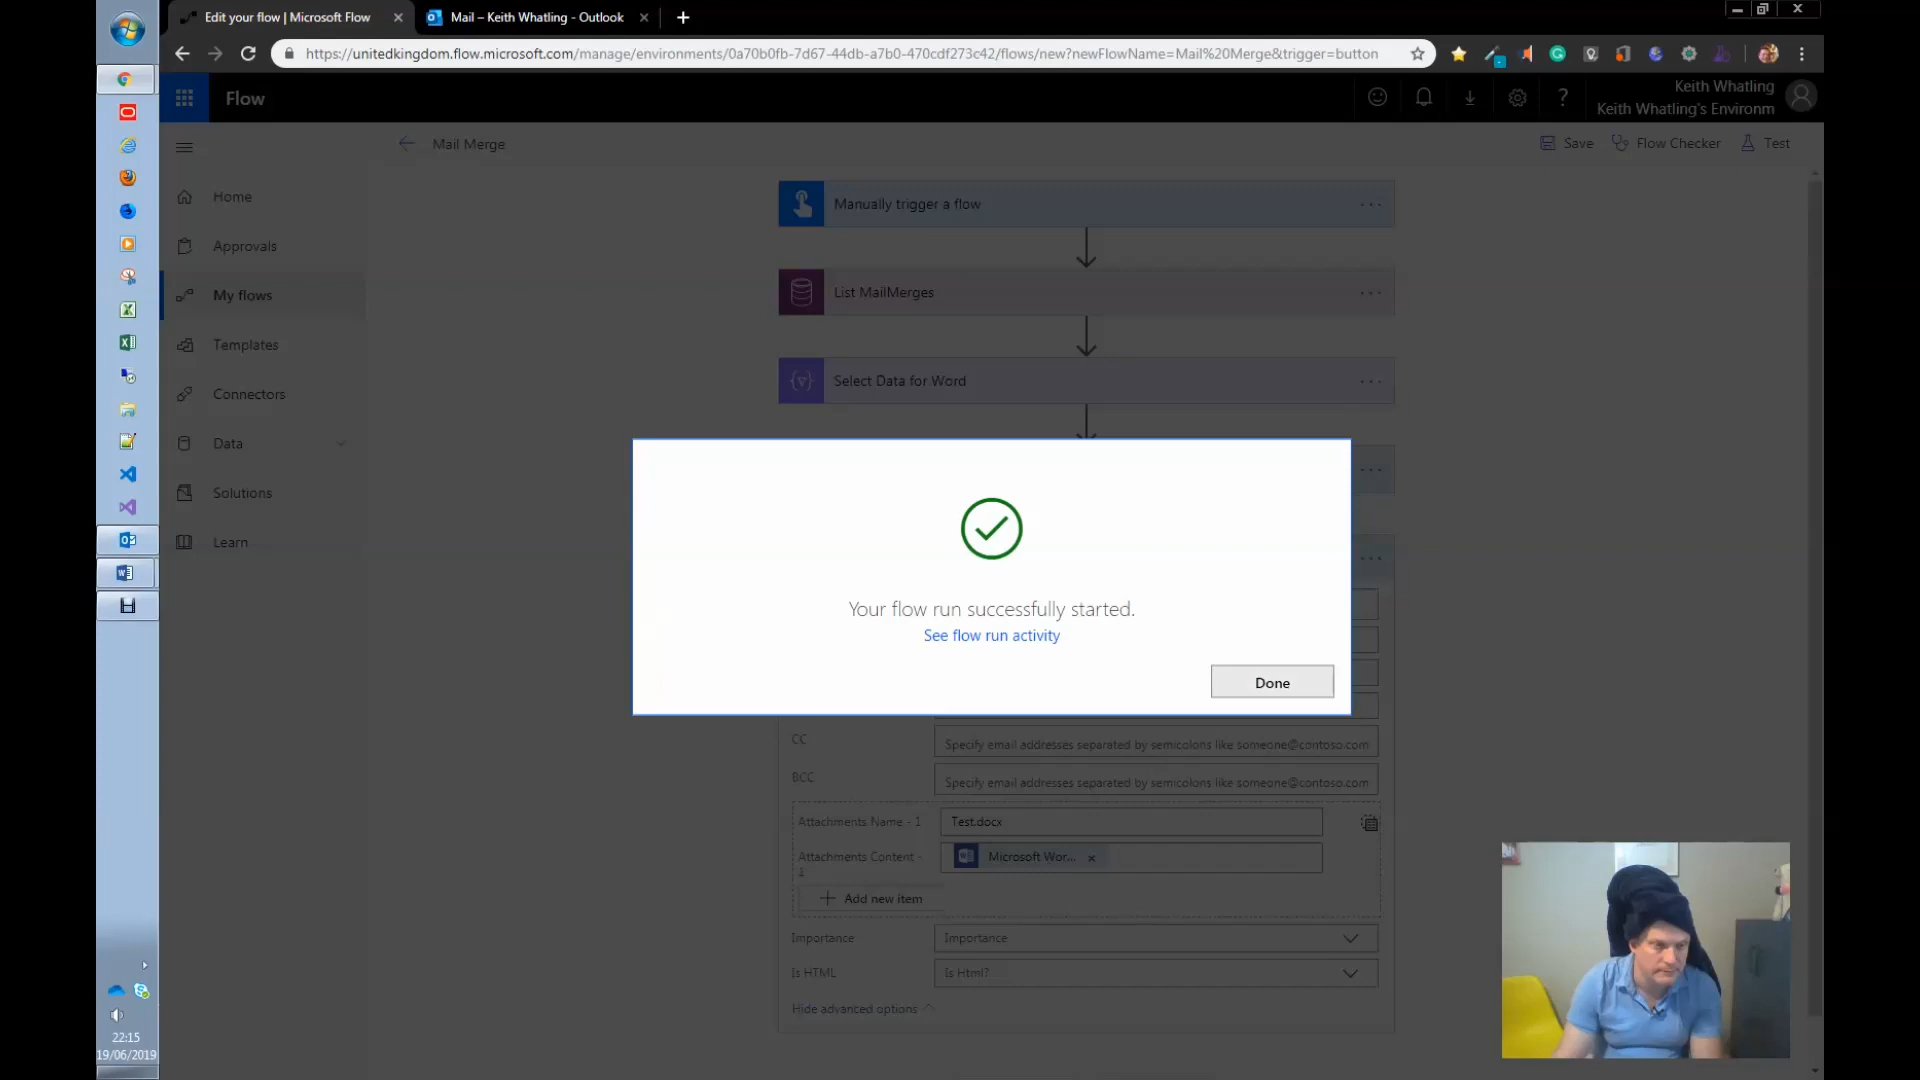 Edit your flow | Microsoft Flow
Mail – Keith Whatling - Outlook
https://unitedkingdom.flow.microsoft.com/manage/environments/0a70b0fb-7d67-44db-a7b0-470cdf273c42/flows/new?newFlowName=Mail%20Merge&trigger=button
Flow
Keith Whatling
Keith Whatling's Environm
Mail Merge
Save
Flow Checker
Test
Home
Approvals
My flows
Templates
Connectors
Data
Solutions
Learn
Manually trigger a flow
List MailMerges
Select Data for Word
Your flow run successfully started.
See flow run activity
Done
CC
Specify email addresses separated by semicolons like someone@contoso.com
BCC
Specify email addresses separated by semicolons like someone@contoso.com
Attachments Name - 1
Test.docx
Attachments Content -
1
Microsoft Wor...
Add new item
Importance
Importance
Is HTML
Is Html?
Hide advanced options
22:15
19/06/2019